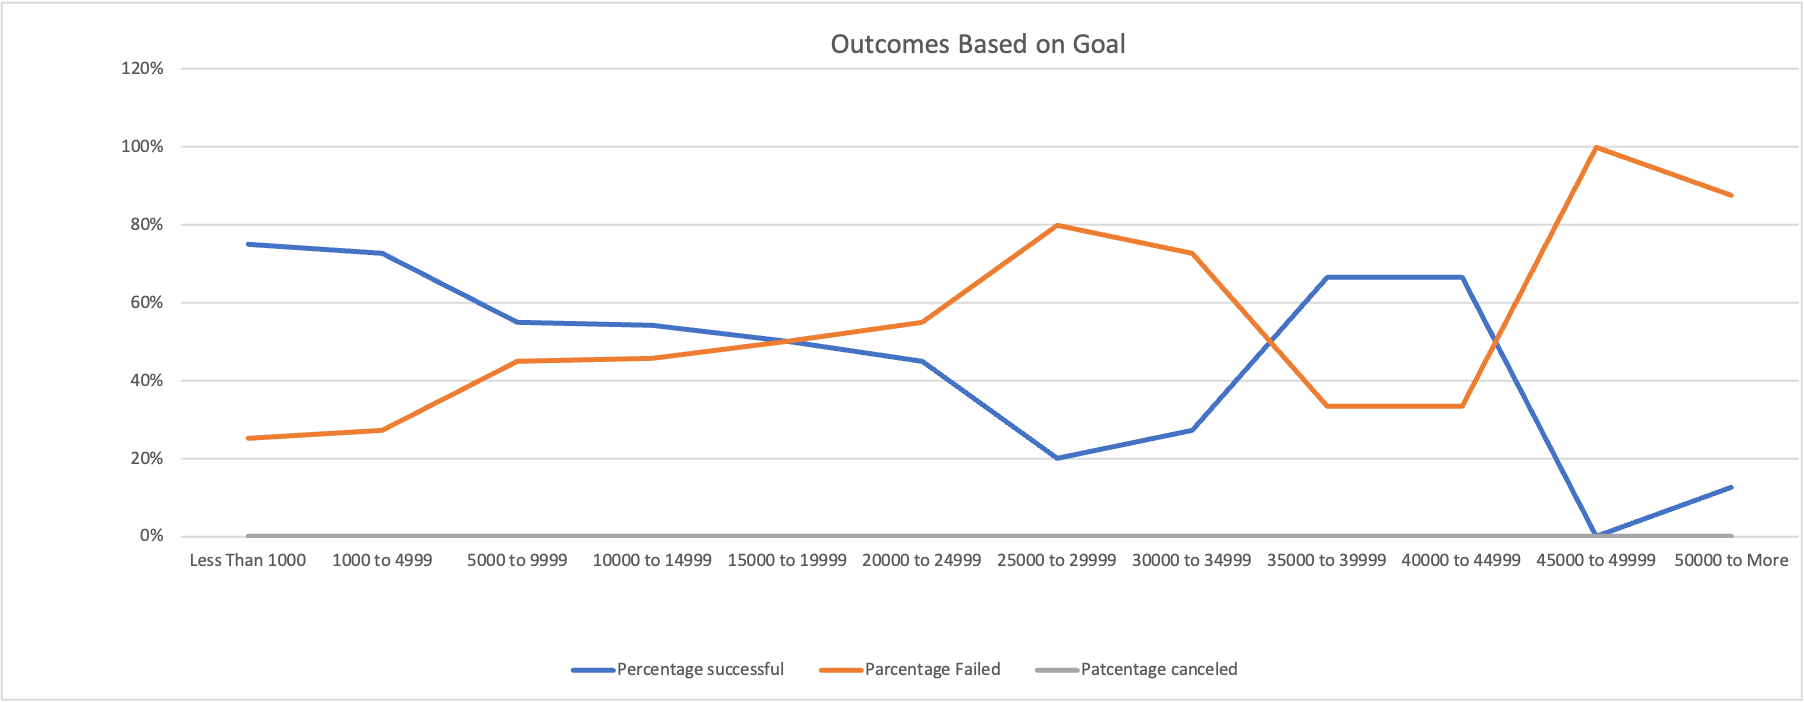 Outcomes Based on Goal
120%
100%
80%
60%
40%
20%
0%
Less Than 1000 1000 to 4999 5000 to 9999 10000 to 14999 15000 to 19999 20000 to 24999 25000 to 29999 30000 to 34999 35000 to 39999 40000 to 44999 45000 to 49999 50000 to More
Percentage successful Parcentage Failed Patcentage canceled